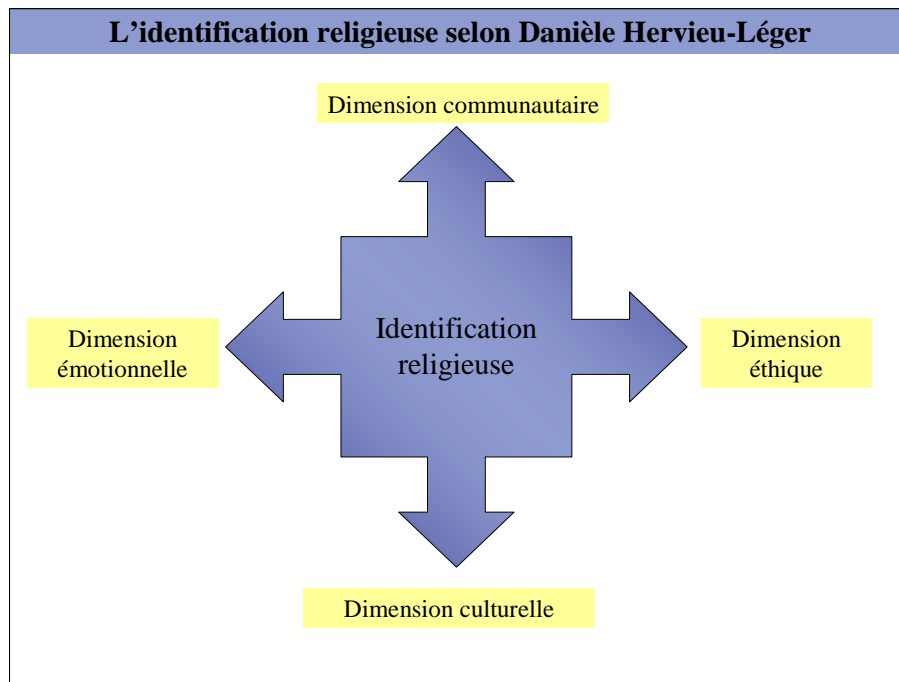 L'identification religieuse selon Danièle Hervieu-Léger
Dimension communautaire
Dimension
émotionnelle
Identification
religieuse
Dimension
éthique
Dimension culturelle